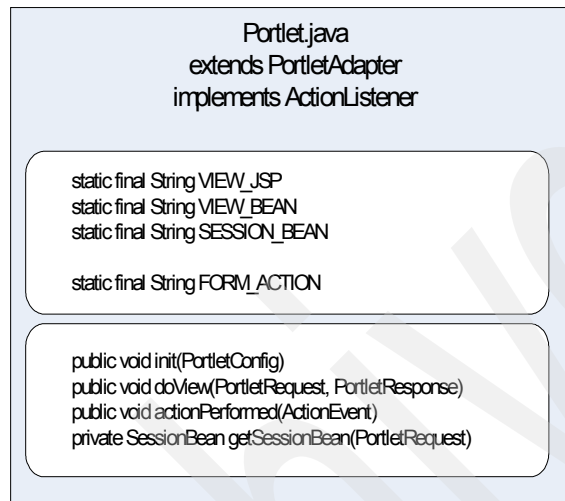 Portlet.java
extends PortletAdapter
implements ActionListener
static final String VIEW_JSP
static final String VIEW_BEAN
static final String SESSION_BEAN
static final String FORM_ACTION
public void init(PortletConfig)
public void doView(PortletRequest, PortletResponse)
public void actionPerformed(ActionEvent)
private SessionBean getSessionBean(PortletRequest)